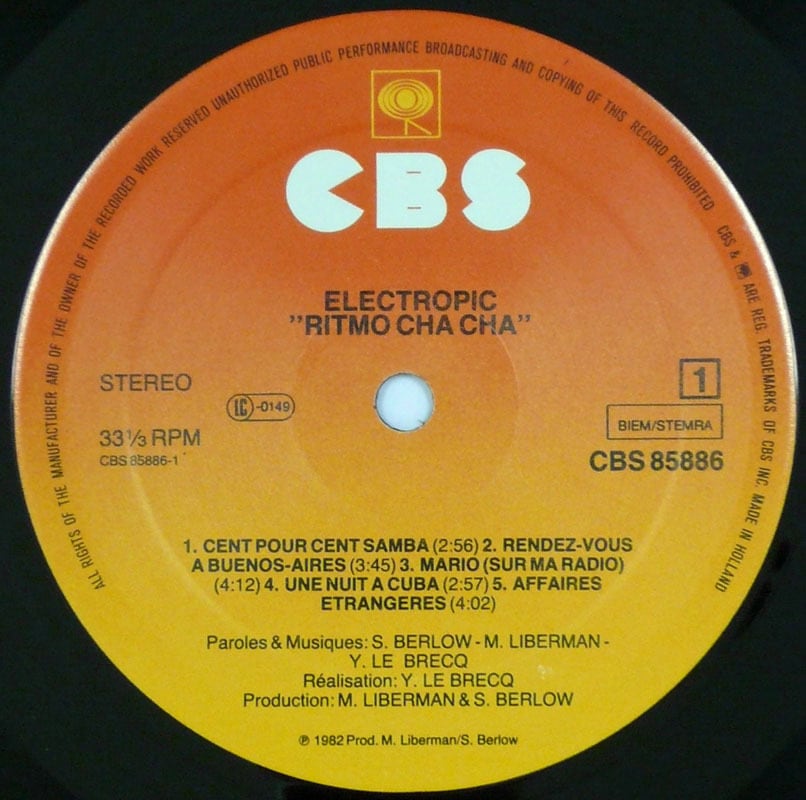 ALL RIGHTS OF THE MANUFACTURER AND OF THE OWNER OF THE RECORDED WORK RESERVED UNAUTHORIZED PUBLIC PERFORMANCE BROADCASTING AND COPYING OF THIS RECORD PROHIBITED
CBS & ARE REG. TRADEMARKS OF CBS INC. MADE IN HOLLAND
CBS
ELECTROPIC
"RITMO CHA CHA"
STEREO
LC -0149
1
33⅓ RPM
BIEM/STEMRA
CBS 85886-1
CBS 85886
1. CENT POUR CENT SAMBA (2:56) 2. RENDEZ-VOUS
A BUENOS-AIRES (3:45) 3. MARIO (SUR MA RADIO)
(4:12) 4. UNE NUIT A CUBA (2:57) 5. AFFAIRES
ETRANGERES (4:02)
Paroles & Musiques: S. BERLOW - M. LIBERMAN -
Y. LE BRECQ
Réalisation: Y. LE BRECQ
Production: M. LIBERMAN & S. BERLOW
℗ 1982 Prod. M. Liberman/S. Berlow